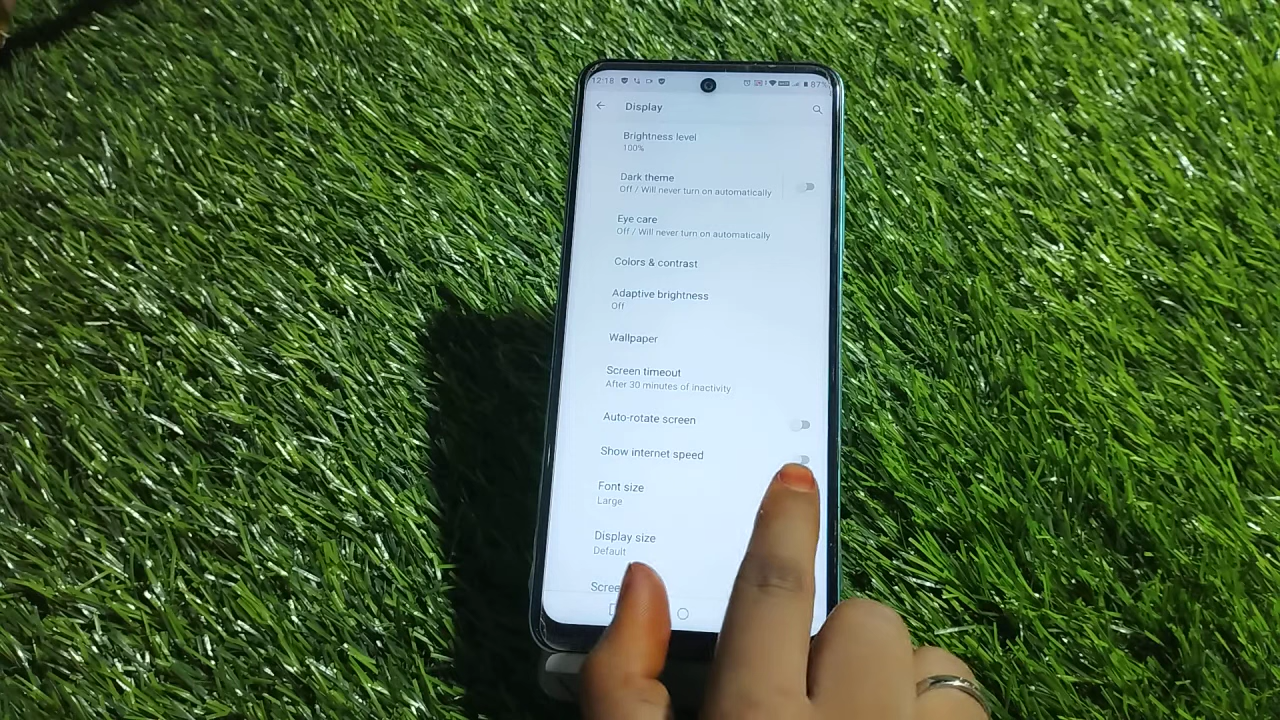 12:18
87%
Display
Brightness level
100%
Dark theme
Off / Will never turn on automatically
Eye care
Off / Will never turn on automatically
Colors & contrast
Adaptive brightness
Off
Wallpaper
Screen timeout
After 30 minutes of inactivity
Auto-rotate screen
Show internet speed
Font size
Large
Display size
Default
Scree